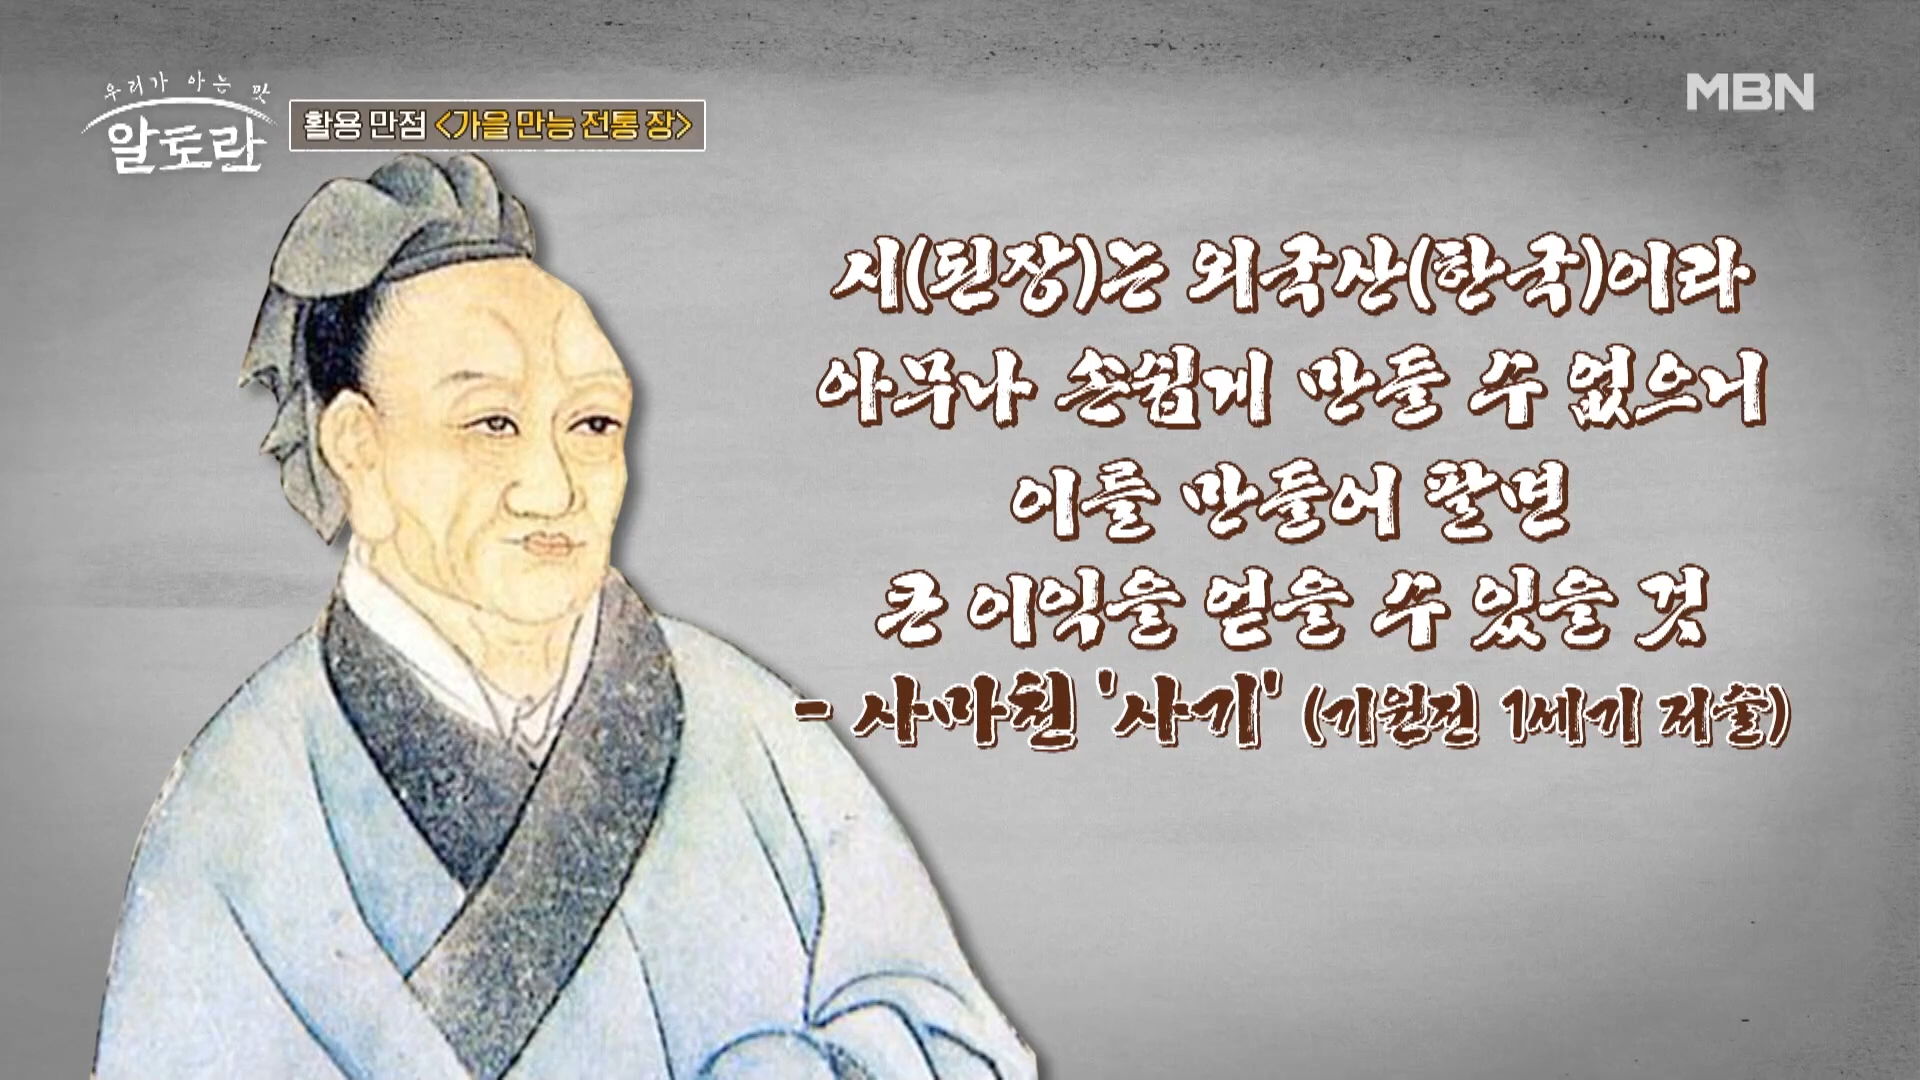 우리가 아는 맛
알토란
활용 만점 <가을 만능 전통 장>
MBN
시(된장)는 외국산(한국)이라
아무나 손쉽게 만들 수 없으니
이를 만들어 팔면
큰 이익을 얻을 수 있을 것
- 사마천 '사기' (기원전 1세기 저술)